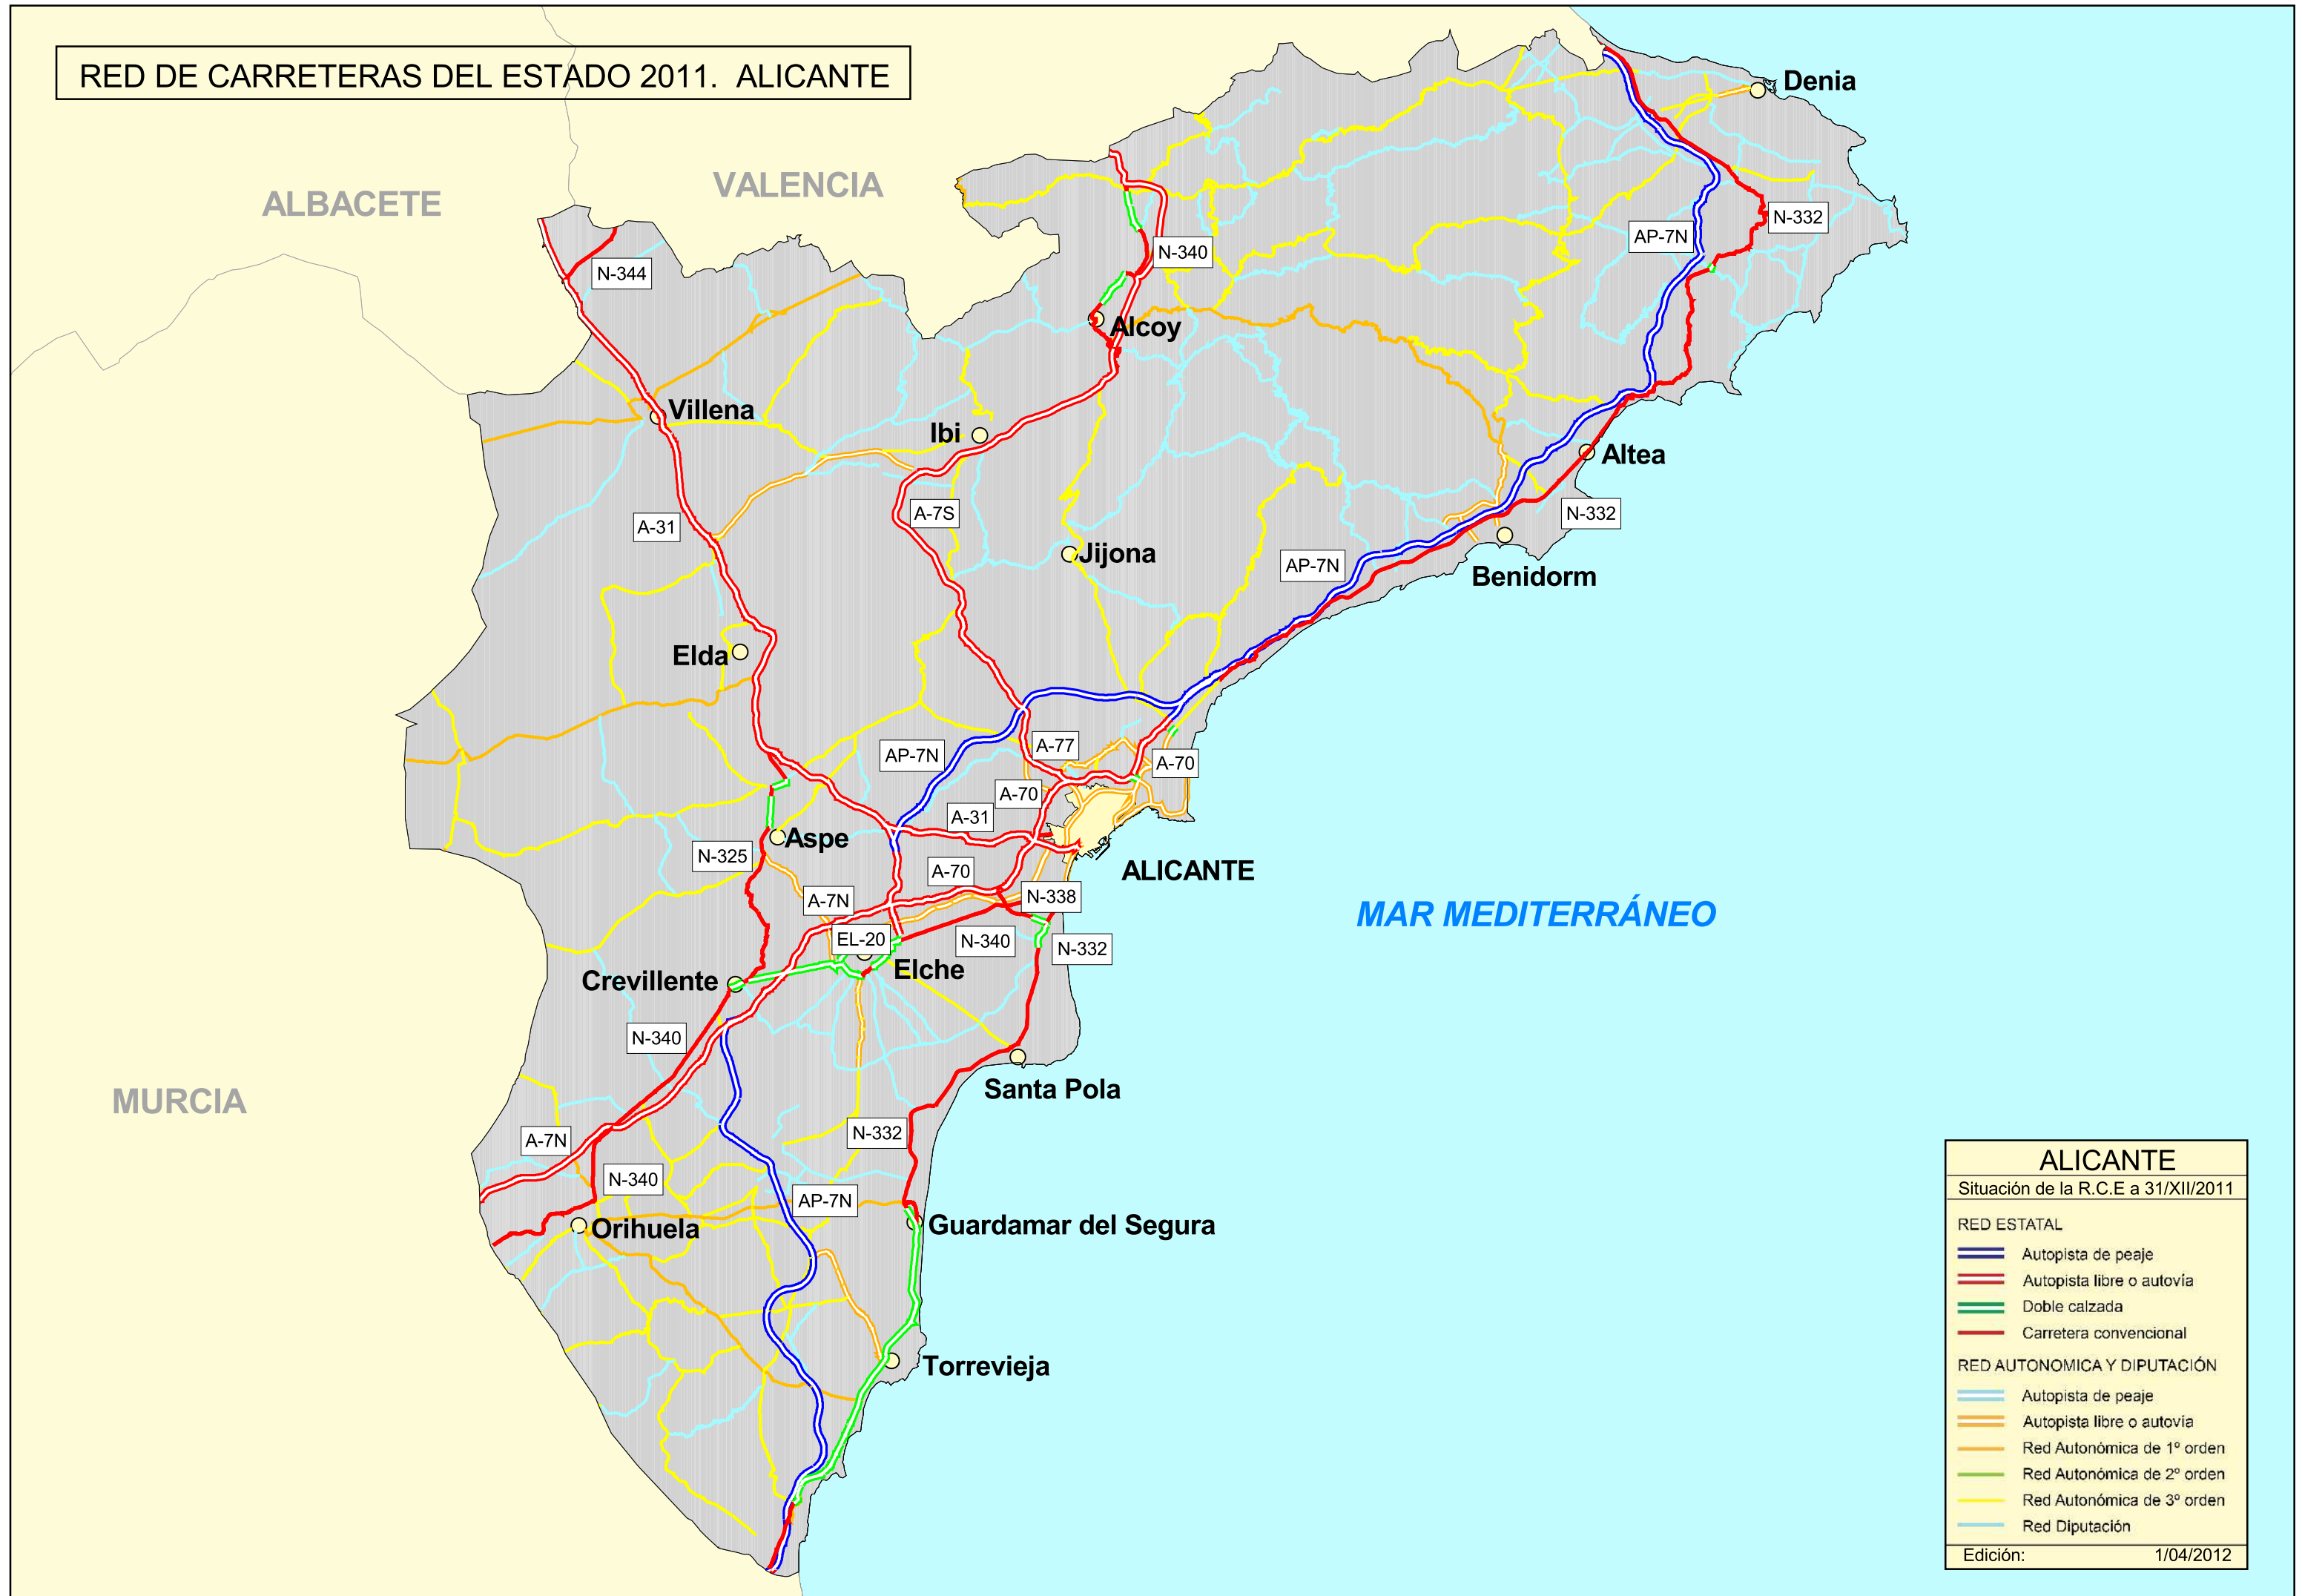 RED DE CARRETERAS DEL ESTADO 2011. ALICANTE
Denia
VALENCIA
ALBACETE
N-332
AP-7N
N-340
N-344
Alcoy
Villena
Ibi
Altea
A-7S
N-332
A-31
Jijona
AP-7N
Benidorm
Elda
A-77
AP-7N
A-70
A-70
A-31
Aspe
N-325
ALICANTE
A-70
N-338
A-7N
MAR MEDITERRÁNEO
EL-20
N-340
N-332
Elche
Crevillente
N-340
Santa Pola
MURCIA
N-332
A-7N
N-340
AP-7N
Orihuela
Guardamar del Segura
Torrevieja
ALICANTE
Situación de la R.C.E a 31/XII/2011
RED ESTATAL
Autopista de peaje
Autopista libre o autovía
Doble calzada
Carretera convencional
RED AUTONOMICA Y DIPUTACIÓN
Autopista de peaje
Autopista libre o autovía
Red Autonómica de 1º orden
Red Autonómica de 2º orden
Red Autonómica de 3º orden
Red Diputación
Edición: 1/04/2012